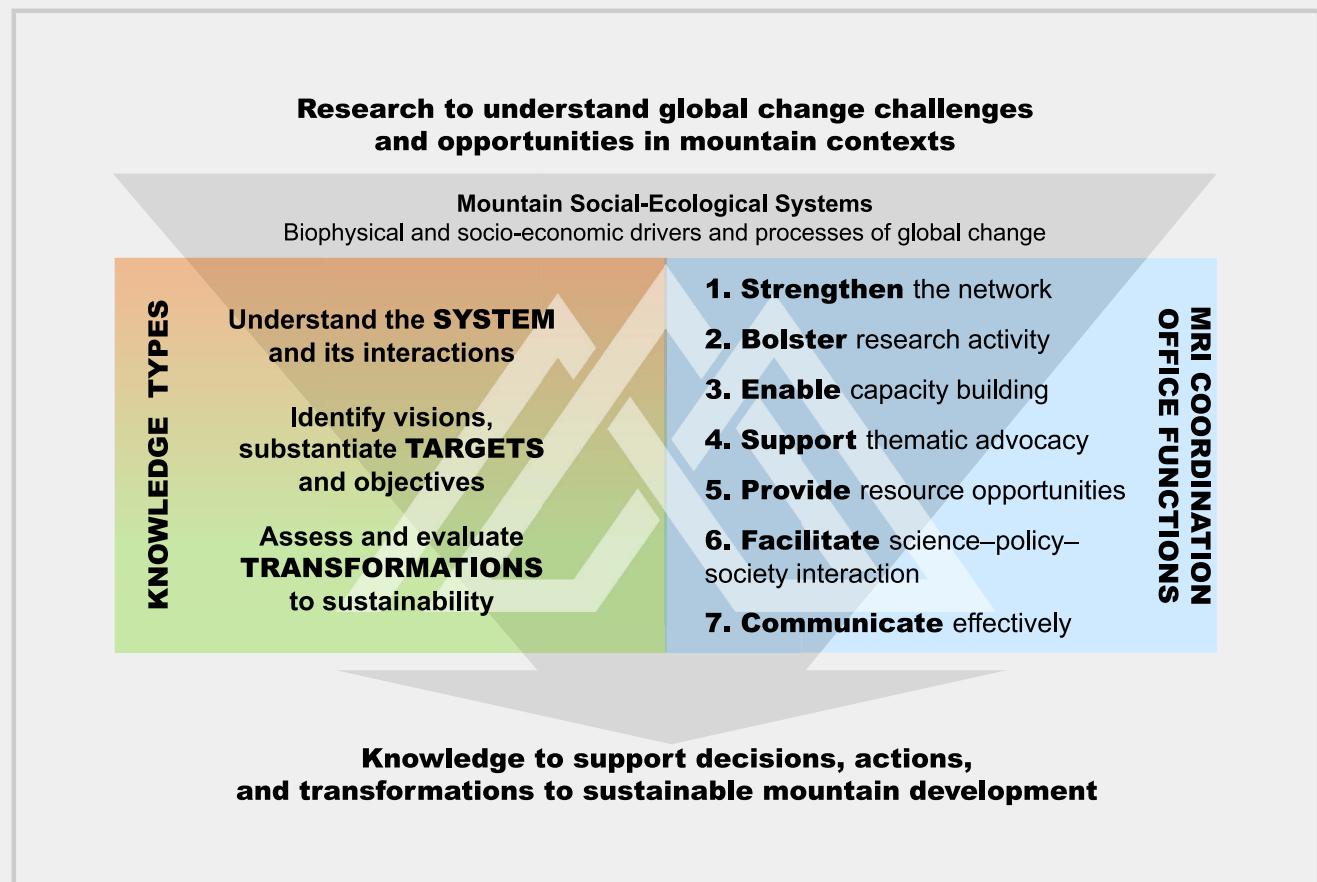 Research to understand global change challenges
and opportunities in mountain contexts
Mountain Social-Ecological Systems
Biophysical and socio-economic drivers and processes of global change
KNOWLEDGE TYPES
Understand the SYSTEM
and its interactions
Identify visions,
substantiate TARGETS
and objectives
Assess and evaluate
TRANSFORMATIONS
to sustainability
1. Strengthen the network
2. Bolster research activity
3. Enable capacity building
4. Support thematic advocacy
5. Provide resource opportunities
6. Facilitate science–policy–
society interaction
7. Communicate effectively
MRI COORDINATION
OFFICE FUNCTIONS
Knowledge to support decisions, actions,
and transformations to sustainable mountain development